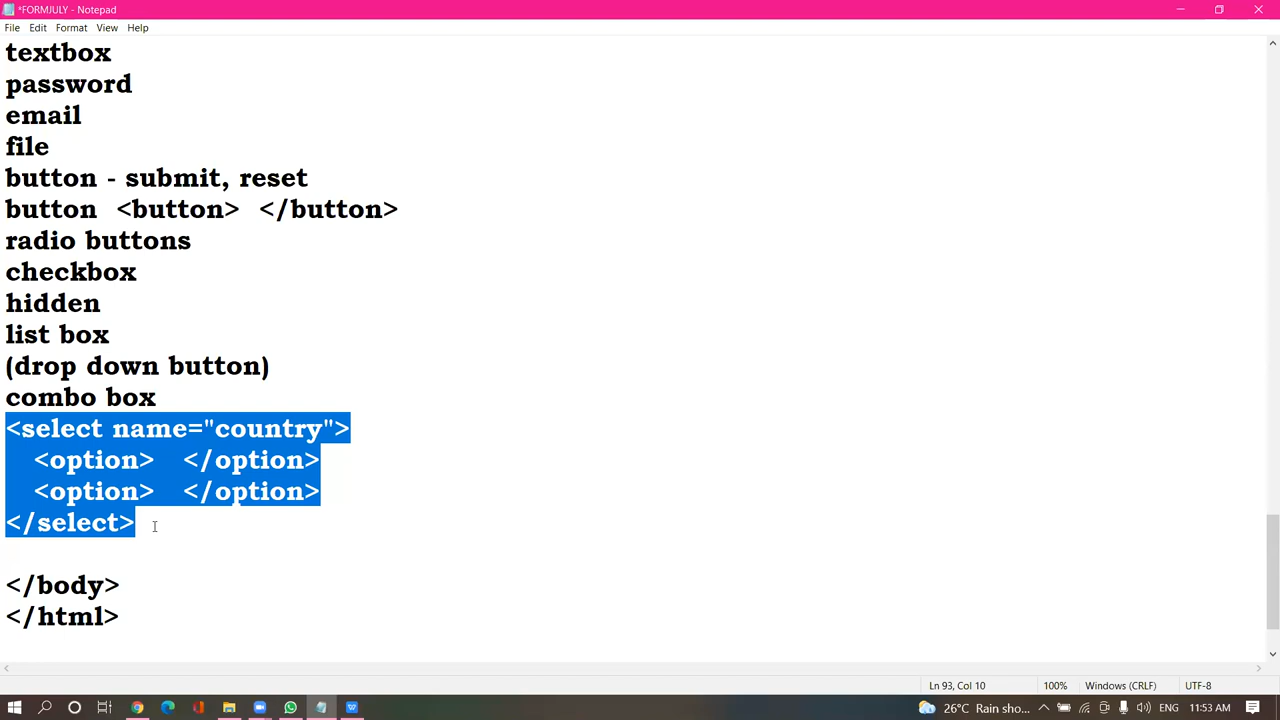 *FORMJULY - Notepad
File Edit Format View Help
textbox
password
email
file
button - submit, reset
button  <button>  </button>
radio buttons
checkbox
hidden
list box
(drop down button)
combo box
<select name="country">
   <option>   </option>
   <option>   </option>
</select>
</body>
</html>
Ln 93, Col 10 100% Windows (CRLF) UTF-8
26°C Rain sho... 11:53 AM